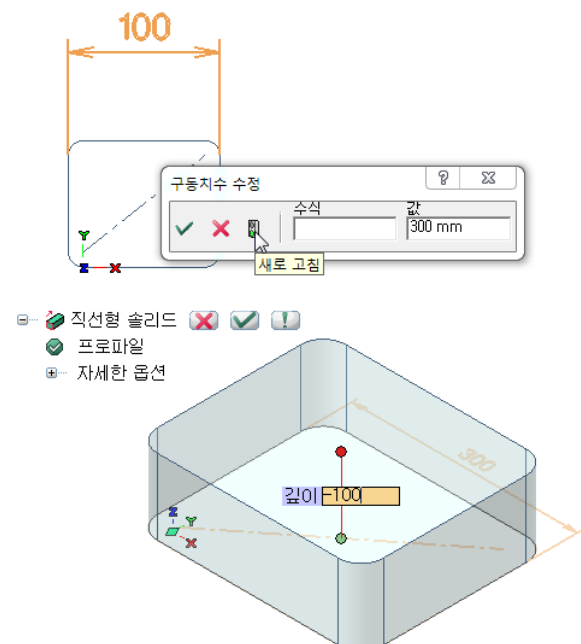 100
구동치수 수정
수식 값
300 mm
새로 고침
직선형 솔리드
프로파일
자세한 옵션
300
깊이 -100
Y
Z X
Z Y
X